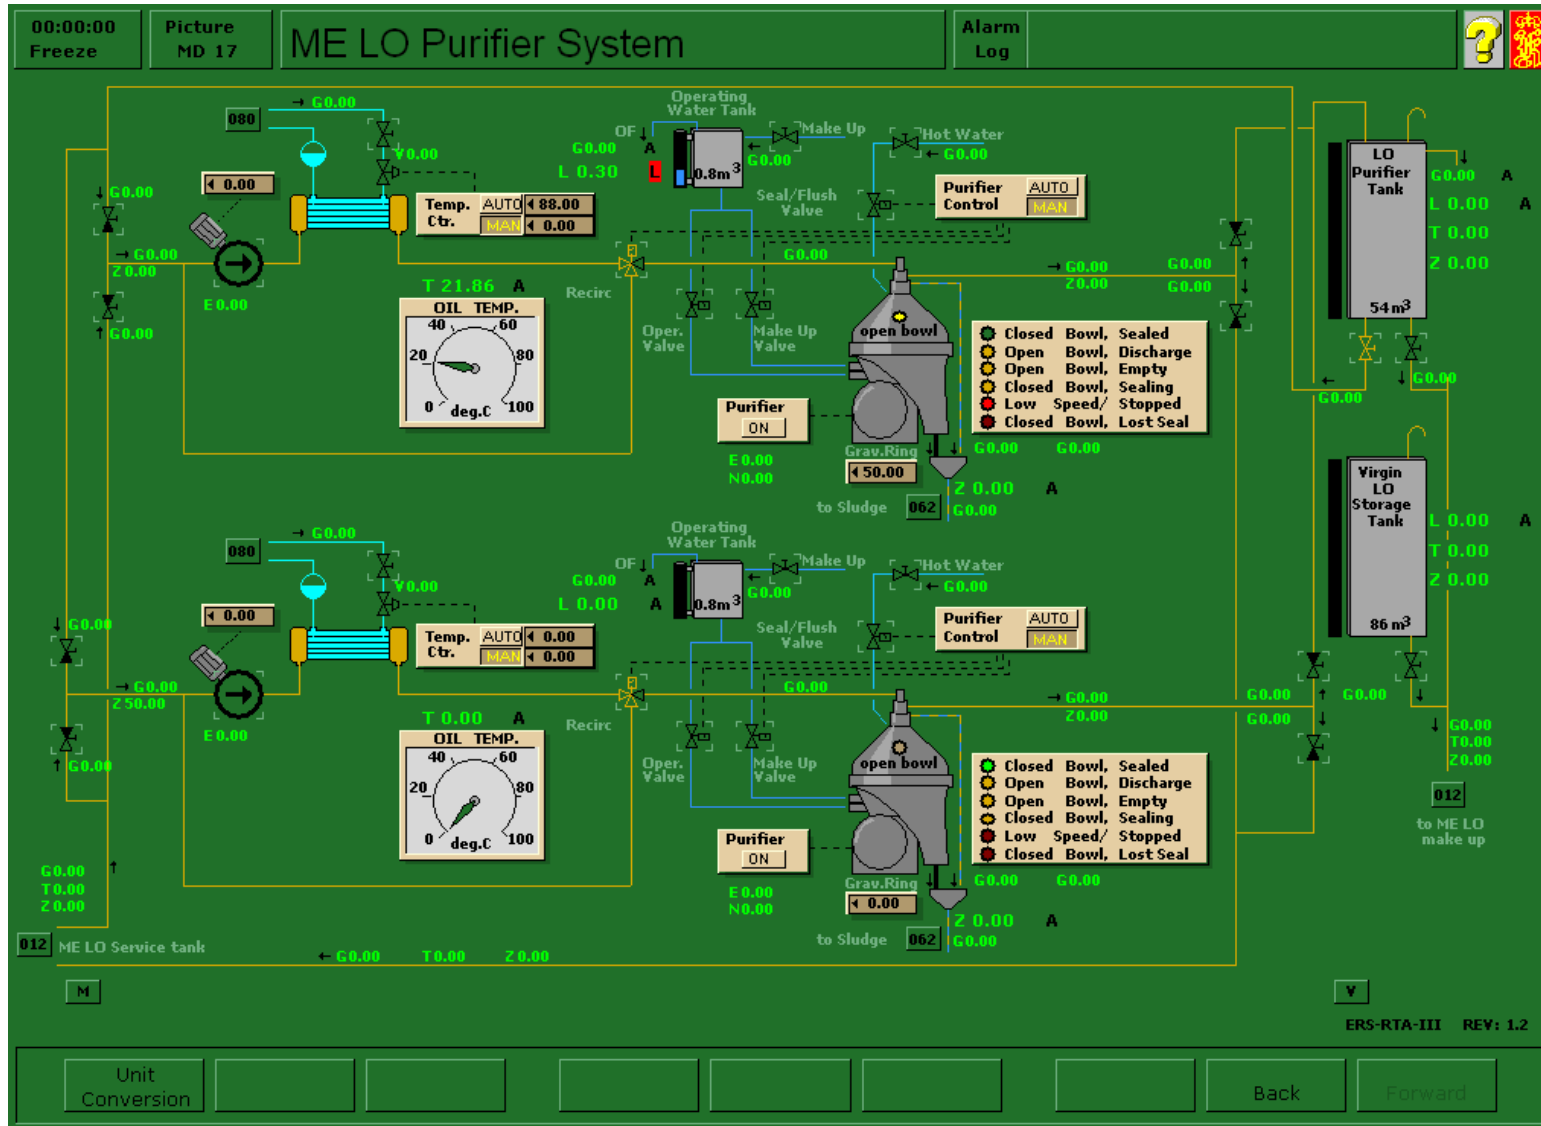 00:00:00
Freeze
Picture
MD 17
ME LO Purifier System
Alarm
Log
?
080
→ G0.00
V0.00
0.00
G0.00
→ G0.00
Z0.00
G0.00
E0.00
Temp.
Ctr.
AUTO 88.00
MAN 0.00
T 21.86 A
OIL TEMP.
40 60
20 80
0 100
deg.C
Operating
Water Tank
OF
A
G0.00
L 0.30
L
0.8m3
Make Up
G0.00
Seal/Flush
Valve
Hot Water
G0.00
Purifier
Control
AUTO
MAN
Recirc
G0.00
Oper.
Valve
Make Up
Valve
open bowl
G0.00
Z0.00
G0.00
G0.00
Closed Bowl, Sealed
Open Bowl, Discharge
Open Bowl, Empty
Closed Bowl, Sealing
Low Speed/ Stopped
Closed Bowl, Lost Seal
Purifier
ON
E0.00
N0.00
Grav.Ring
50.00
G0.00 G0.00
Z 0.00 A
G0.00
to Sludge
062
LO
Purifier
Tank
54 m3
G0.00 A
L 0.00 A
T 0.00
Z 0.00
G0.00
G0.00
Virgin
LO
Storage
Tank
86 m3
L 0.00 A
T 0.00
Z 0.00
080
→ G0.00
V0.00
0.00
G0.00
→ G0.00
Z50.00
G0.00
E0.00
Temp.
Ctr.
AUTO 0.00
MAN 0.00
T 0.00 A
OIL TEMP.
40 60
20 80
0 100
deg.C
Operating
Water Tank
OF
A
G0.00
L 0.00 A
0.8m3
Make Up
G0.00
Seal/Flush
Valve
Hot Water
G0.00
Purifier
Control
AUTO
MAN
Recirc
G0.00
Oper.
Valve
Make Up
Valve
open bowl
G0.00
Z0.00
G0.00
G0.00
G0.00
Closed Bowl, Sealed
Open Bowl, Discharge
Open Bowl, Empty
Closed Bowl, Sealing
Low Speed/ Stopped
Closed Bowl, Lost Seal
Purifier
ON
E0.00
N0.00
Grav.Ring
0.00
G0.00 G0.00
Z 0.00 A
G0.00
to Sludge
062
G0.00
T0.00
Z0.00
012
to ME LO
make up
G0.00
T0.00
Z0.00
012 ME LO Service tank
← G0.00 T0.00 Z0.00
M
V
ERS-RTA-III REV: 1.2
Unit
Conversion
Back
Forward